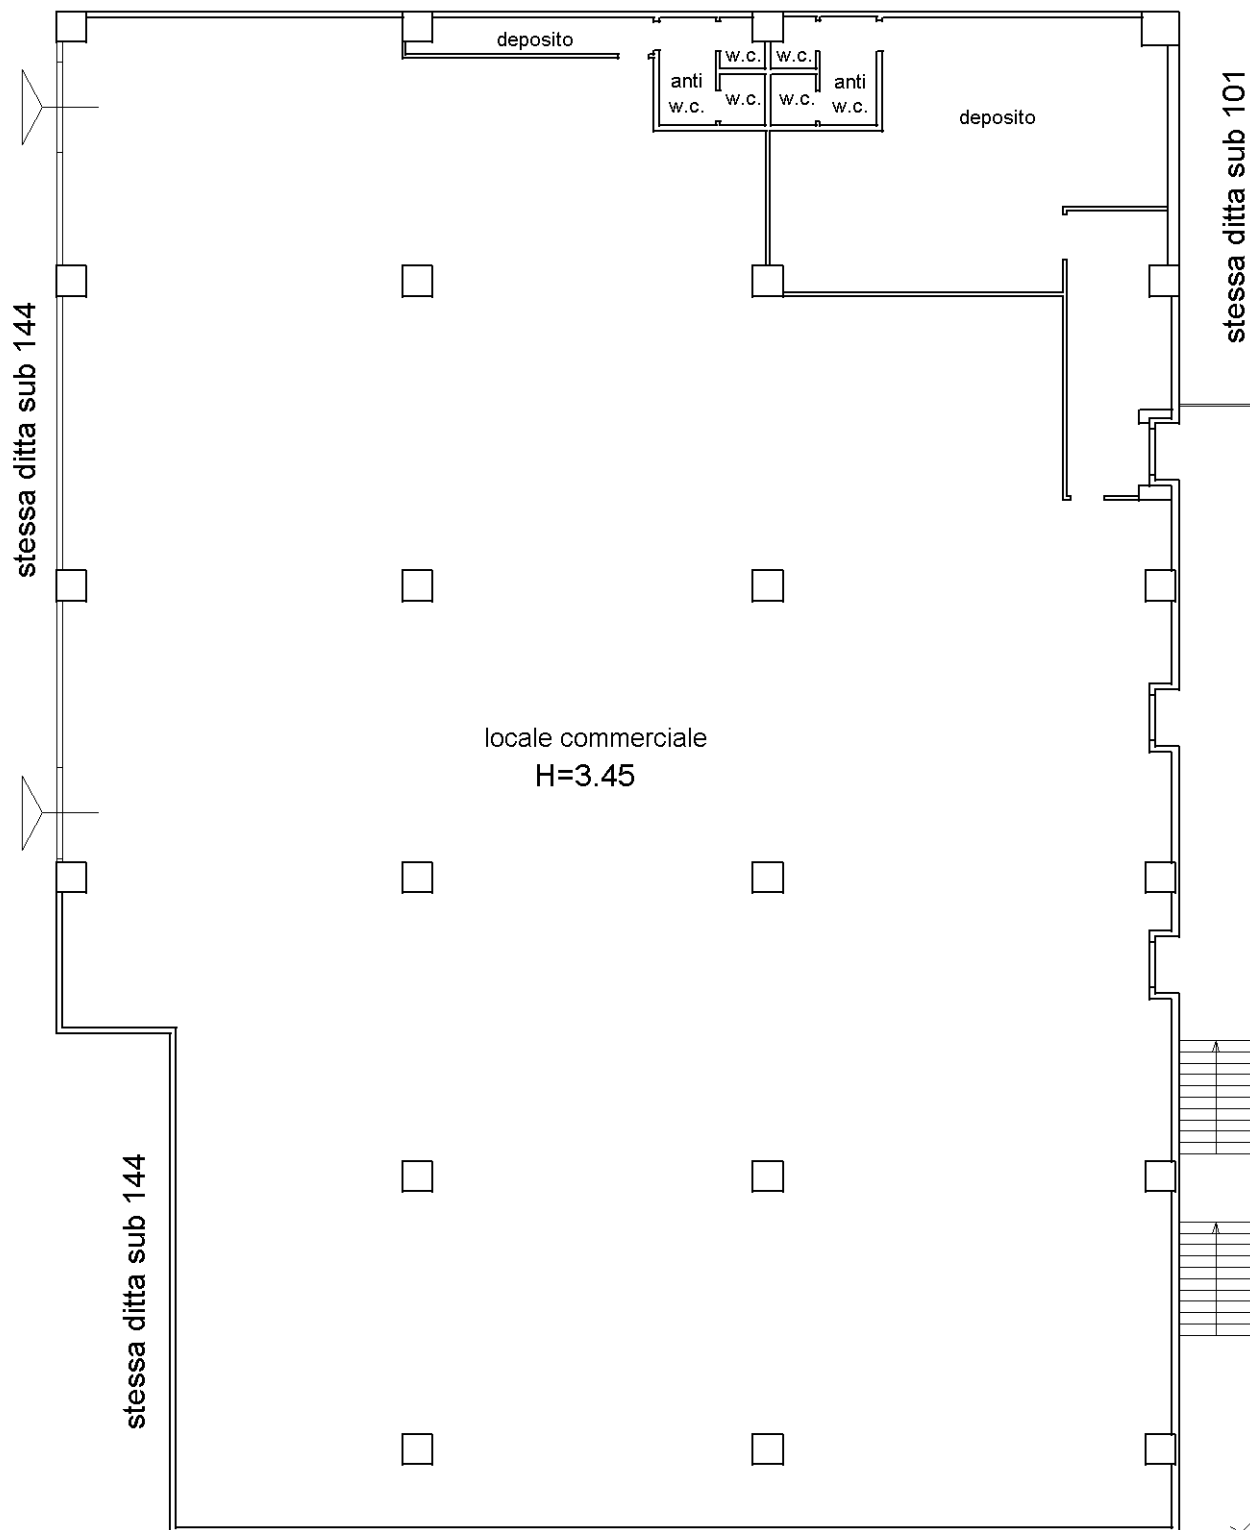 deposito
w.c.
w.c.
anti
w.c.
w.c.
w.c.
anti
w.c.
deposito
stessa ditta sub 101
stessa ditta sub 144
locale commerciale
H=3.45
stessa ditta sub 144